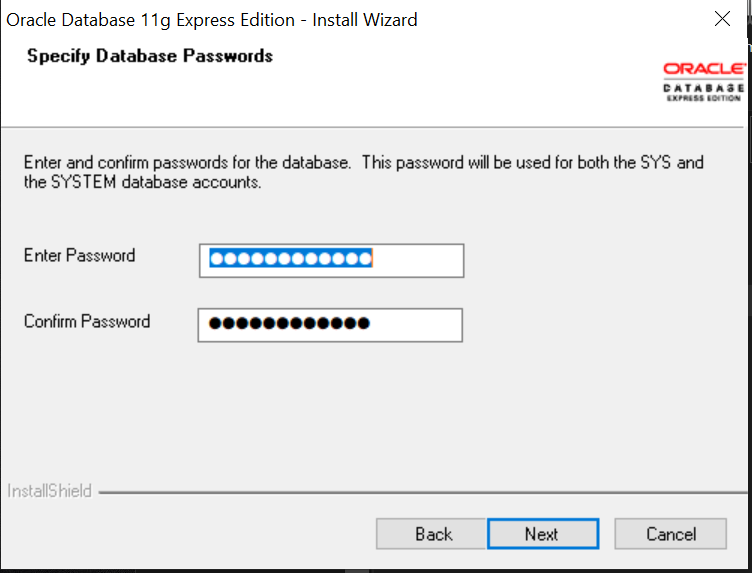 Oracle Database 11g Express Edition - Install Wizard
Specify Database Passwords
ORACLE
DATABASE
EXPRESS EDITION
Enter and confirm passwords for the database.  This password will be used for both the SYS and
the SYSTEM database accounts.
Enter Password ●●●●●●●●●●●●
Confirm Password ●●●●●●●●●●●●
InstallShield
Back Next Cancel